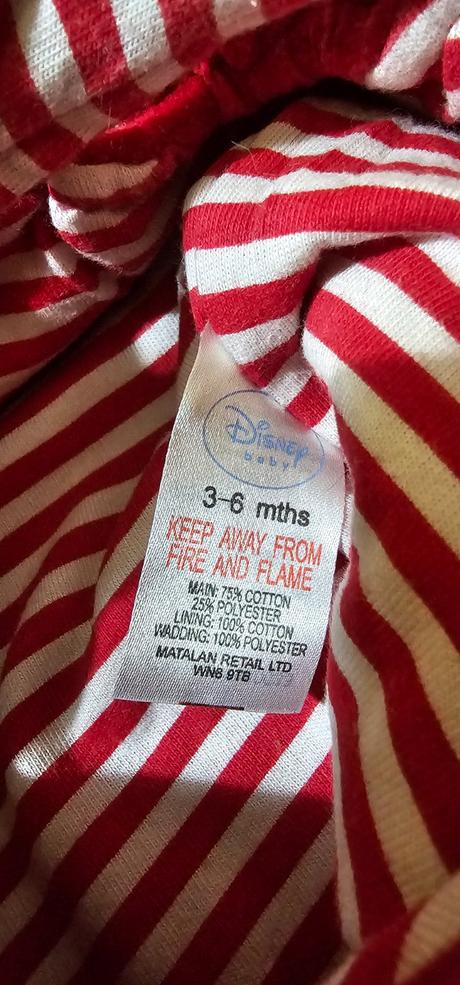 Disney
baby
3-6 mths
KEEP AWAY FROM
FIRE AND FLAME
MAIN: 75% COTTON
25% POLYESTER
LINING: 100% COTTON
WADDING: 100% POLYESTER
MATALAN RETAIL LTD
WN8 9TB